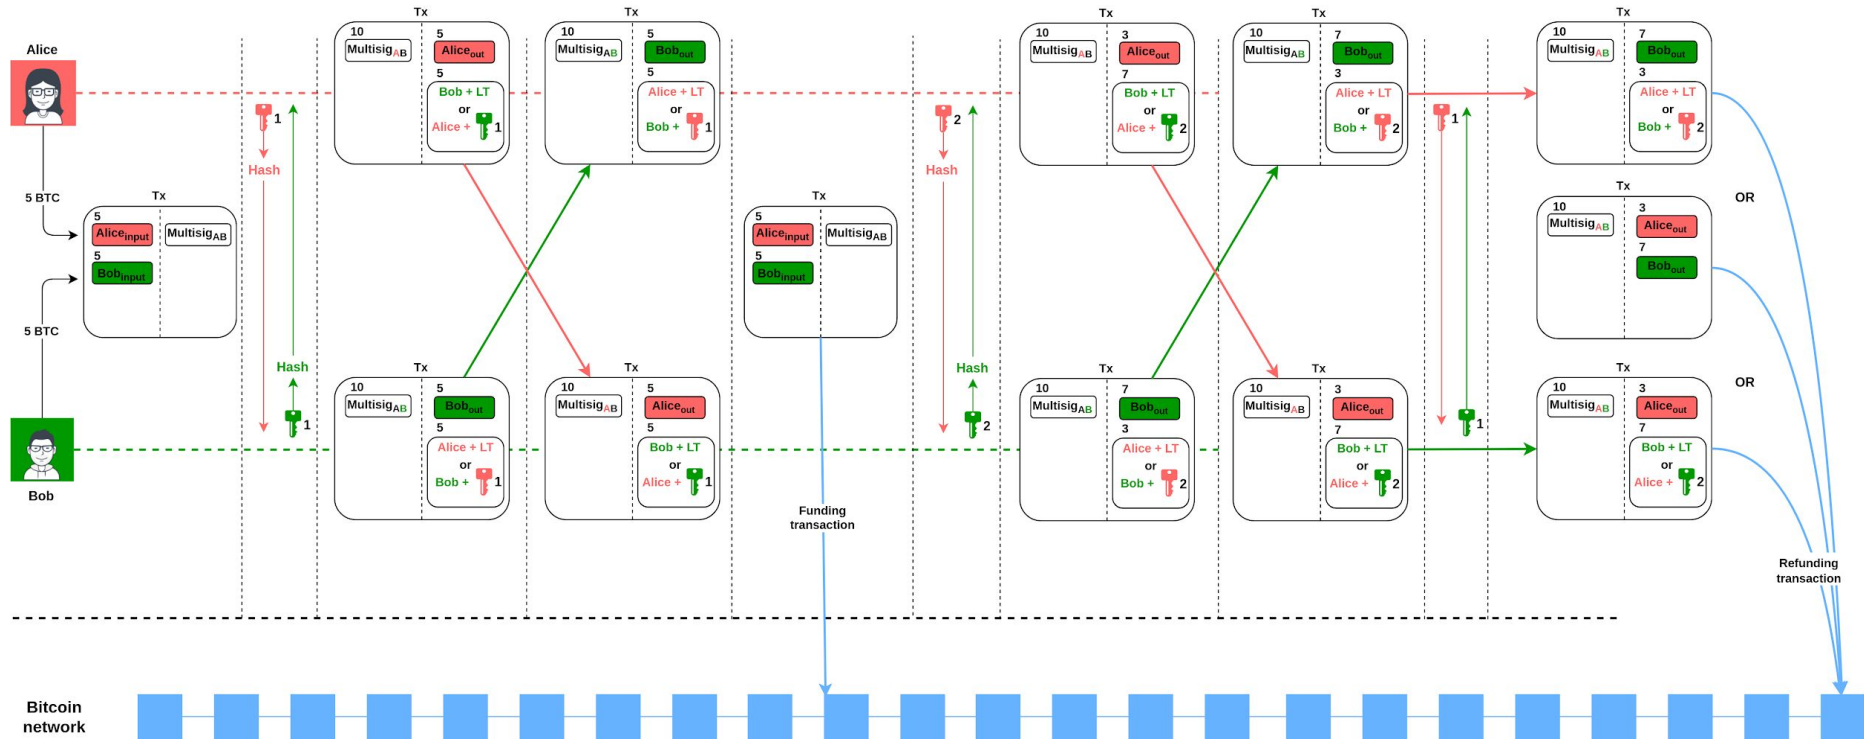 Alice
5 BTC
Tx
5
Alice input
Multisig AB
5
Bob input
5 BTC
Bob
1
Hash
Hash
1
Tx
10
Multisig AB
5
Alice out
5
Bob + LT
or
Alice + 1
Tx
10
Multisig AB
5
Bob out
5
Alice + LT
or
Bob + 1
Tx
10
Multisig AB
5
Bob out
5
Alice + LT
or
Bob + 1
Tx
10
Multisig AB
5
Alice out
5
Bob + LT
or
Alice + 1
Tx
5
Alice input
Multisig AB
5
Bob input
Funding
transaction
2
Hash
Hash
2
Tx
10
Multisig AB
3
Alice out
7
Bob + LT
or
Alice + 2
Tx
10
Multisig AB
7
Bob out
3
Alice + LT
or
Bob + 2
Tx
10
Multisig AB
7
Bob out
3
Alice + LT
or
Bob + 2
Tx
10
Multisig AB
3
Alice out
7
Bob + LT
or
Alice + 2
1
1
Tx
10
Multisig AB
7
Bob out
3
Alice + LT
or
Bob + 2
OR
Tx
10
Multisig AB
3
Alice out
7
Bob out
OR
Tx
10
Multisig AB
3
Alice out
7
Bob + LT
or
Alice + 2
Refunding
transaction
Bitcoin
network